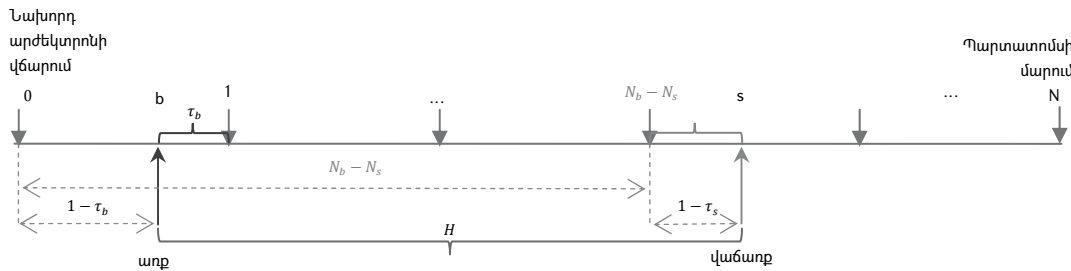 Նախորդ
արժեկտրոնի
վճարում
Պարտատոմսի
մարում
0 b 1 ... N_b − N_s s ... N
τ_b
N_b − N_s
1 − τ_b 1 − τ_s
H
առք վաճառք